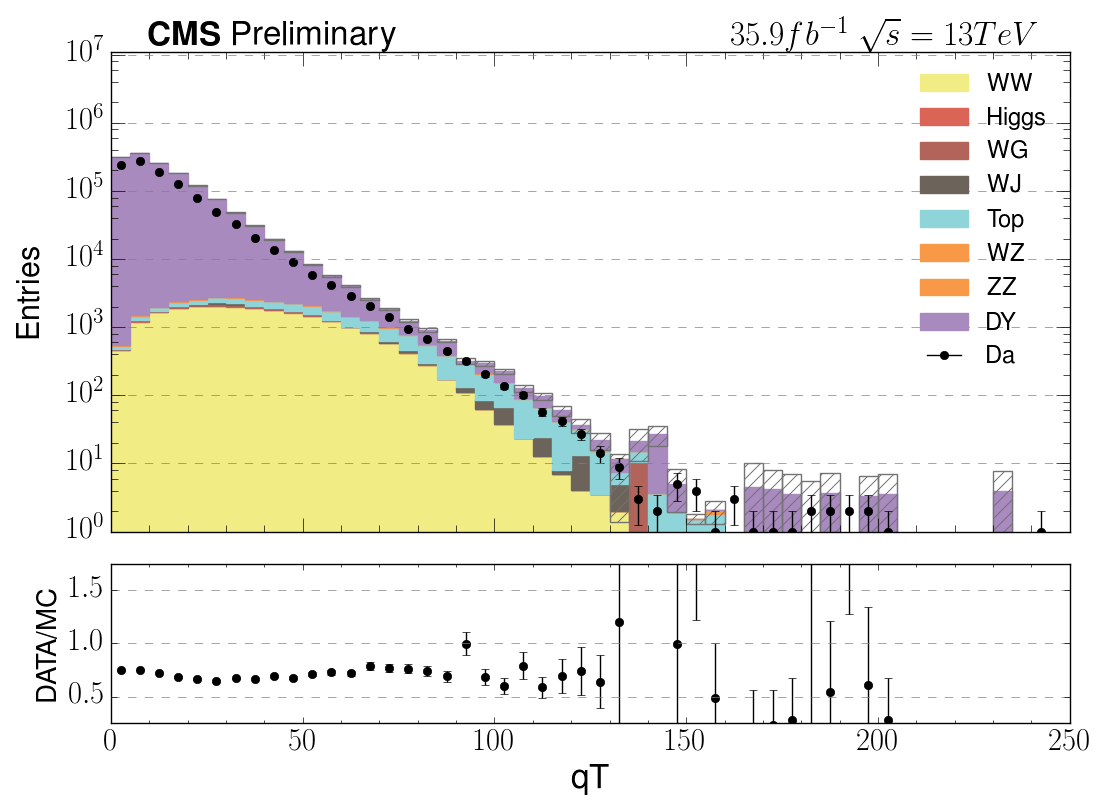 CMS Preliminary
35.9fb⁻¹ √s = 13TeV
10⁷
10⁶
10⁵
10⁴
10³
10²
10¹
10⁰
Entries
WW
Higgs
WG
WJ
Top
WZ
ZZ
DY
Da
1.5
1.0
0.5
DATA/MC
0 50 100 150 200 250
qT